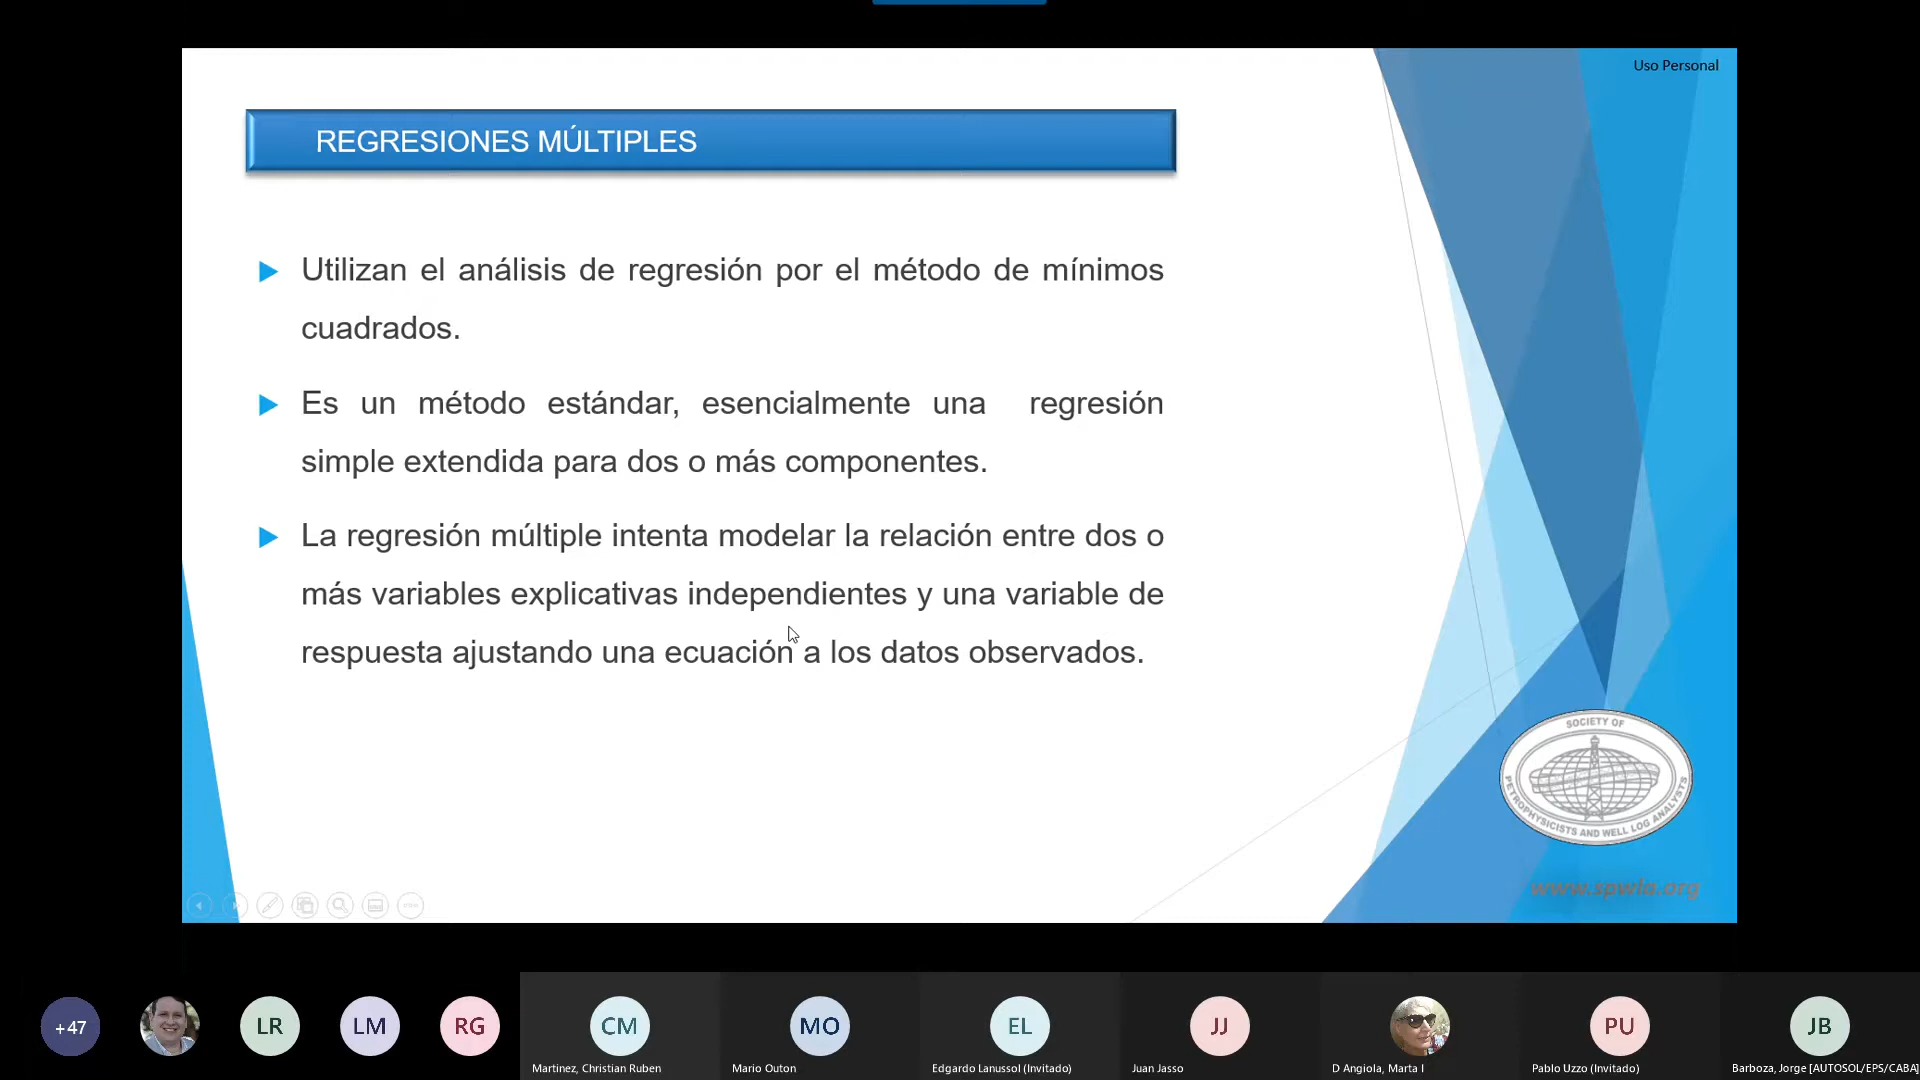 Uso Personal
REGRESIONES MÚLTIPLES
Utilizan el análisis de regresión por el método de mínimos
cuadrados.
Es un método estándar, esencialmente una regresión
simple extendida para dos o más componentes.
La regresión múltiple intenta modelar la relación entre dos o
más variables explicativas independientes y una variable de
respuesta ajustando una ecuación a los datos observados.
SOCIETY OF
PETROPHYSICISTS AND WELL LOG ANALYSTS
www.spwla.org
+47
LR
LM
RG
CM
MO
EL
JJ
PU
JB
Martinez, Christian Ruben
Mario Outon
Edgardo Lanussol (Invitado)
Juan Jasso
D Angiola, Marta I
Pablo Uzzo (Invitado)
Barboza, Jorge [AUTOSOL/EPS/CABA]